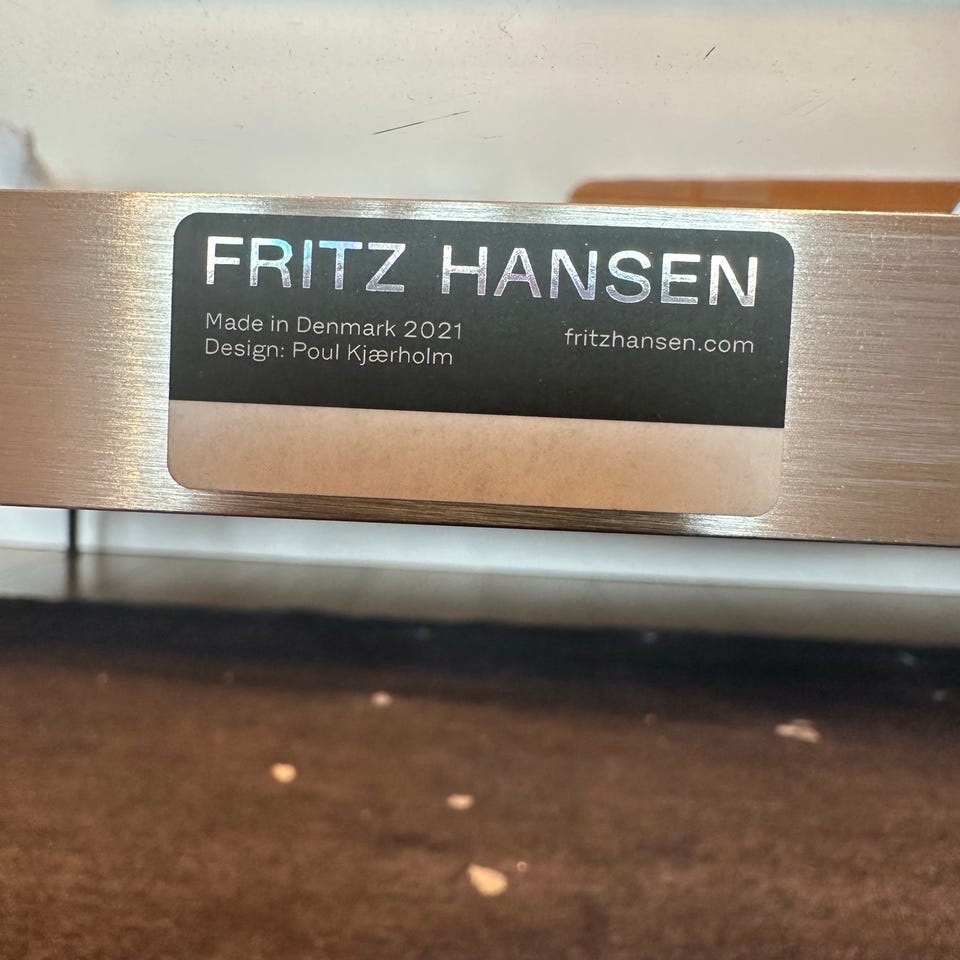 FRITZ HANSEN
Made in Denmark 2021
Design: Poul Kjærholm
fritzhansen.com